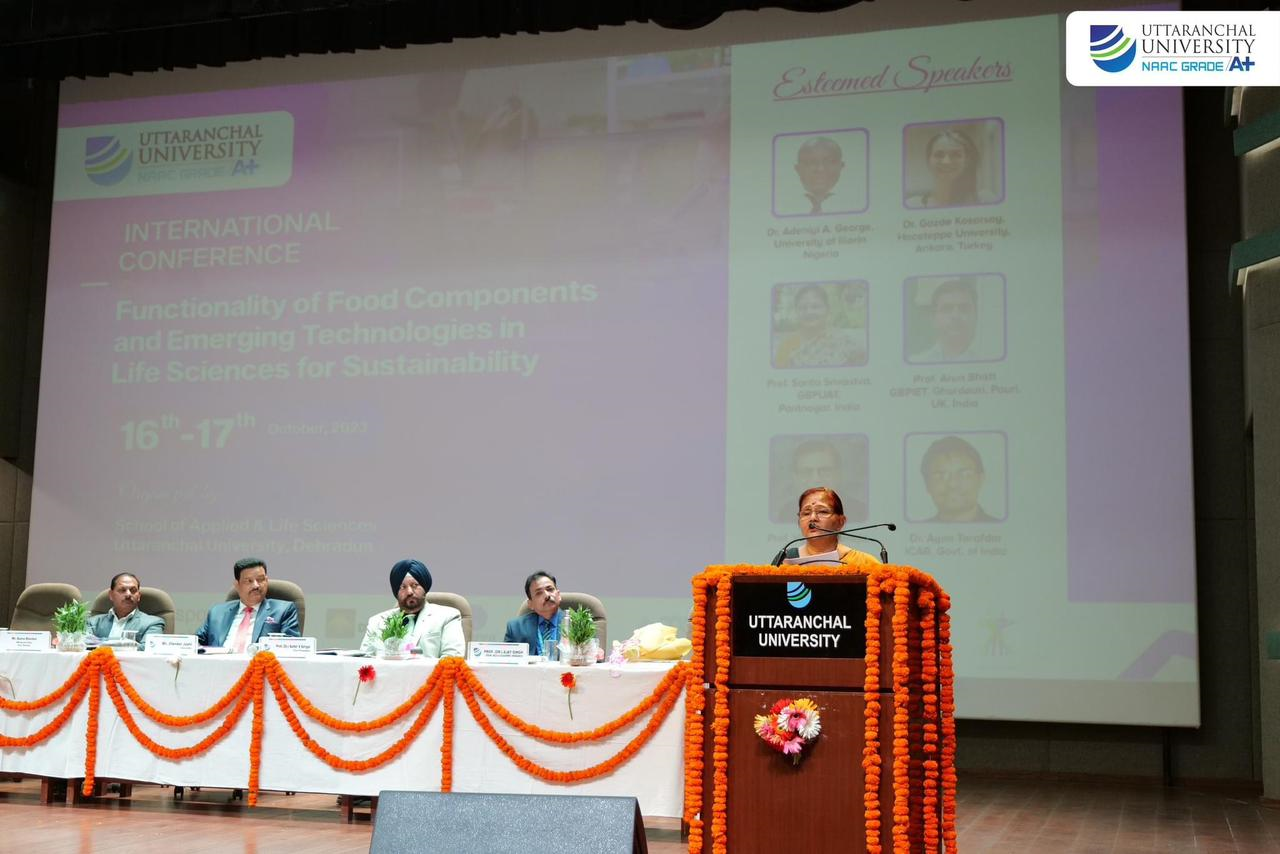 UTTARANCHAL
UNIVERSITY
NAAC GRADE A+
UTTARANCHAL
UNIVERSITY
NAAC GRADE A+
INTERNATIONAL
CONFERENCE
Functionality of Food Components
and Emerging Technologies in
Life Sciences for Sustainability
16th-17th October, 2023
School of Applied & Life Sciences
Uttaranchal University, Dehradun
Esteemed Speakers
Dr. Adeniyi A. George,
University of Ilorin
Nigeria
Dr. Gozde
Hacettepe University,
Ankara, Turkey
Prof. Sarita Srivastva,
GBPUAT,
Pantnagar, India
Prof. Arun Bhatt
GBPIET, Ghurdauri, Pauri,
UK, India
Dr. Ayan Tarafdar
ICAR, Govt. of India
UTTARANCHAL
UNIVERSITY